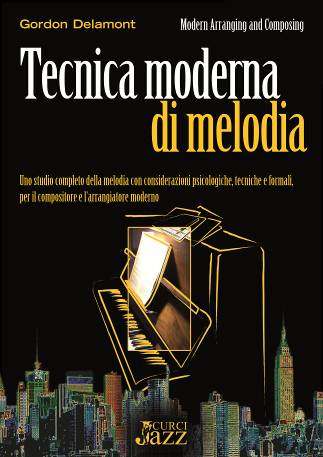 Gordon Delamont
Modern Arranging and Composing
Tecnica moderna
di melodia
Uno studio completo della melodia con considerazioni psicologiche, tecniche e formali,
per il compositore e l'arrangiatore moderno
CURCI
JAZZ